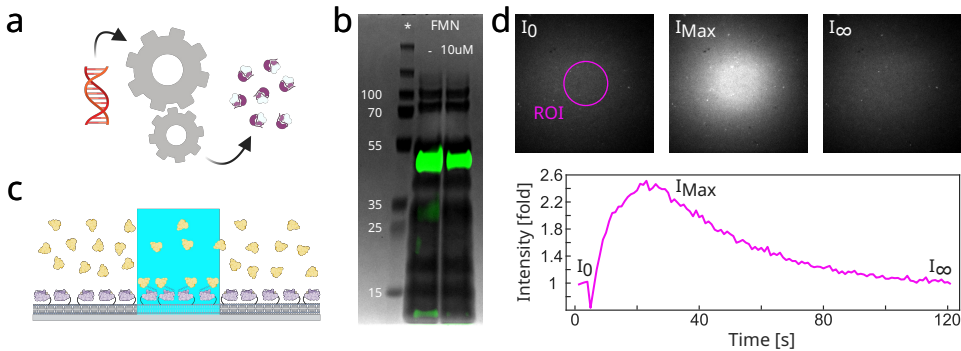 a
b
FMN
* - 10uM
100
70
55
35
25
15
c
d
I0
ROI
IMax
I∞
Intensity [fold]
2.6
2.2
1.8
1.4
1
I0
IMax
I∞
0 40 80 120
Time [s]